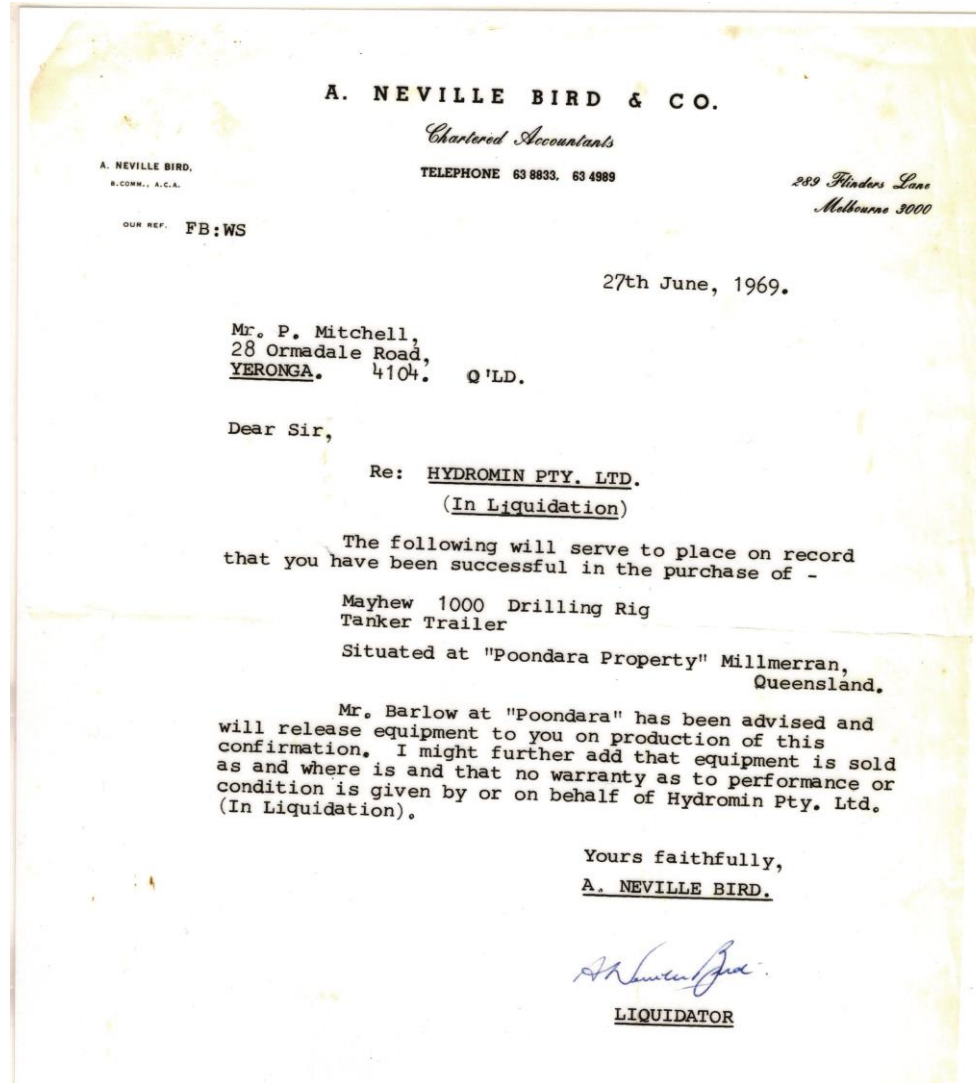 A. NEVILLE BIRD & CO.
Chartered Accountants
A. NEVILLE BIRD,
B.COMM., A.C.A.
TELEPHONE 63 8833, 63 4989
289 Flinders Lane
Melbourne 3000
OUR REF. FB:WS
27th June, 1969.
Mr. P. Mitchell,
28 Ormadale Road,
YERONGA. 4104. Q'LD.
Dear Sir,
Re: HYDROMIN PTY. LTD.
(In Liquidation)
The following will serve to place on record
that you have been successful in the purchase of -
Mayhew 1000 Drilling Rig
Tanker Trailer
Situated at "Poondara Property" Millmerran,
Queensland.
Mr. Barlow at "Poondara" has been advised and
will release equipment to you on production of this
confirmation. I might further add that equipment is sold
as and where is and that no warranty as to performance or
condition is given by or on behalf of Hydromin Pty. Ltd.
(In Liquidation).
Yours faithfully,
A. NEVILLE BIRD.
A Neville Bird.
LIQUIDATOR